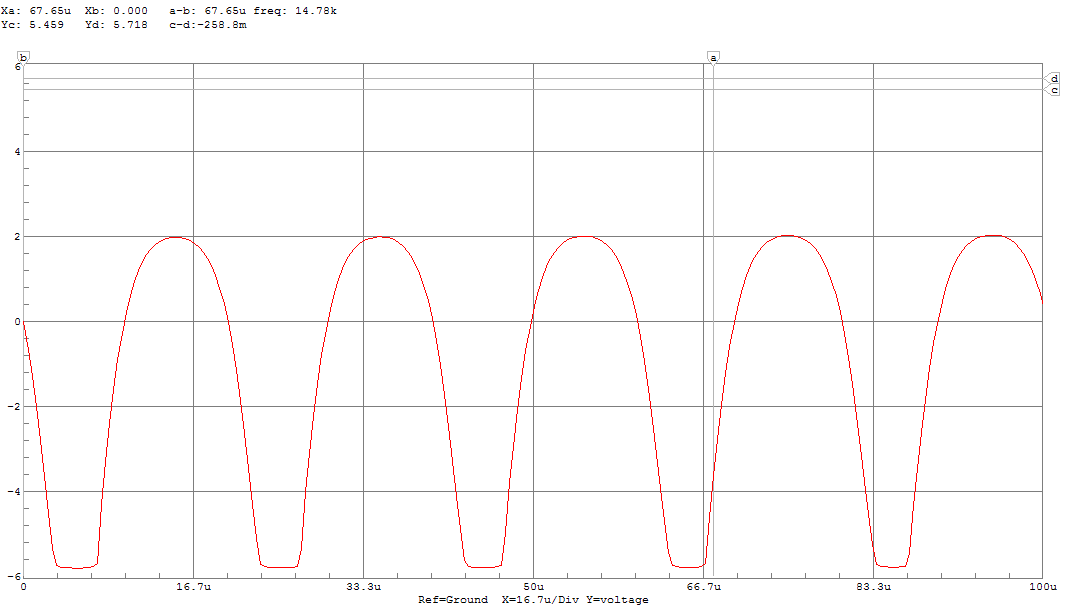 Xa: 67.65u Xb: 0.000 a-b: 67.65u freq: 14.78k
Yc: 5.459 Yd: 5.718 c-d:-258.8m
b a
6
d
c
4
2
0
-2
-4
-6
0 16.7u 33.3u 50u 66.7u 83.3u 100u
Ref=Ground X=16.7u/Div Y=voltage